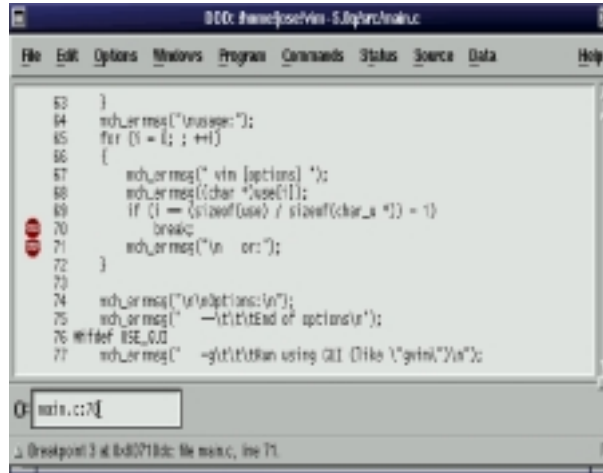 DDD: /home/jose/vim-5.0q/src/main.c
File Edit Options Windows Program Commands Status Source Data Help
63 }
64 mch_errmsg("\nusage:");
65 for (i = 0; ; ++i)
66 {
67 mch_errmsg(" vim [options] ");
68 mch_errmsg((char *)use[i]);
69 if (i == (sizeof(use) / sizeof(char_u *)) - 1)
70 break;
71 mch_errmsg("\n or:");
72 }
73
74 mch_errmsg("\n\nOptions:\n");
75 mch_errmsg(" --\t\t\tEnd of options\n");
76 #ifdef USE_GUI
77 mch_errmsg(" -g\t\t\tRun using GUI (like \"gvim\")\n");
(): main.c:70
Breakpoint 3 at 0x80710dc: file main.c, line 71.